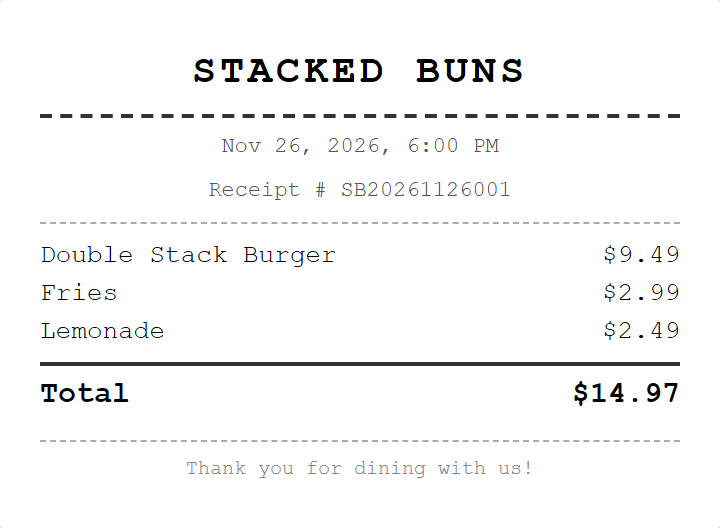 STACKED BUNS
Nov 26, 2026, 6:00 PM
Receipt # SB20261126001
Double Stack Burger $9.49
Fries $2.99
Lemonade $2.49
Total $14.97
Thank you for dining with us!